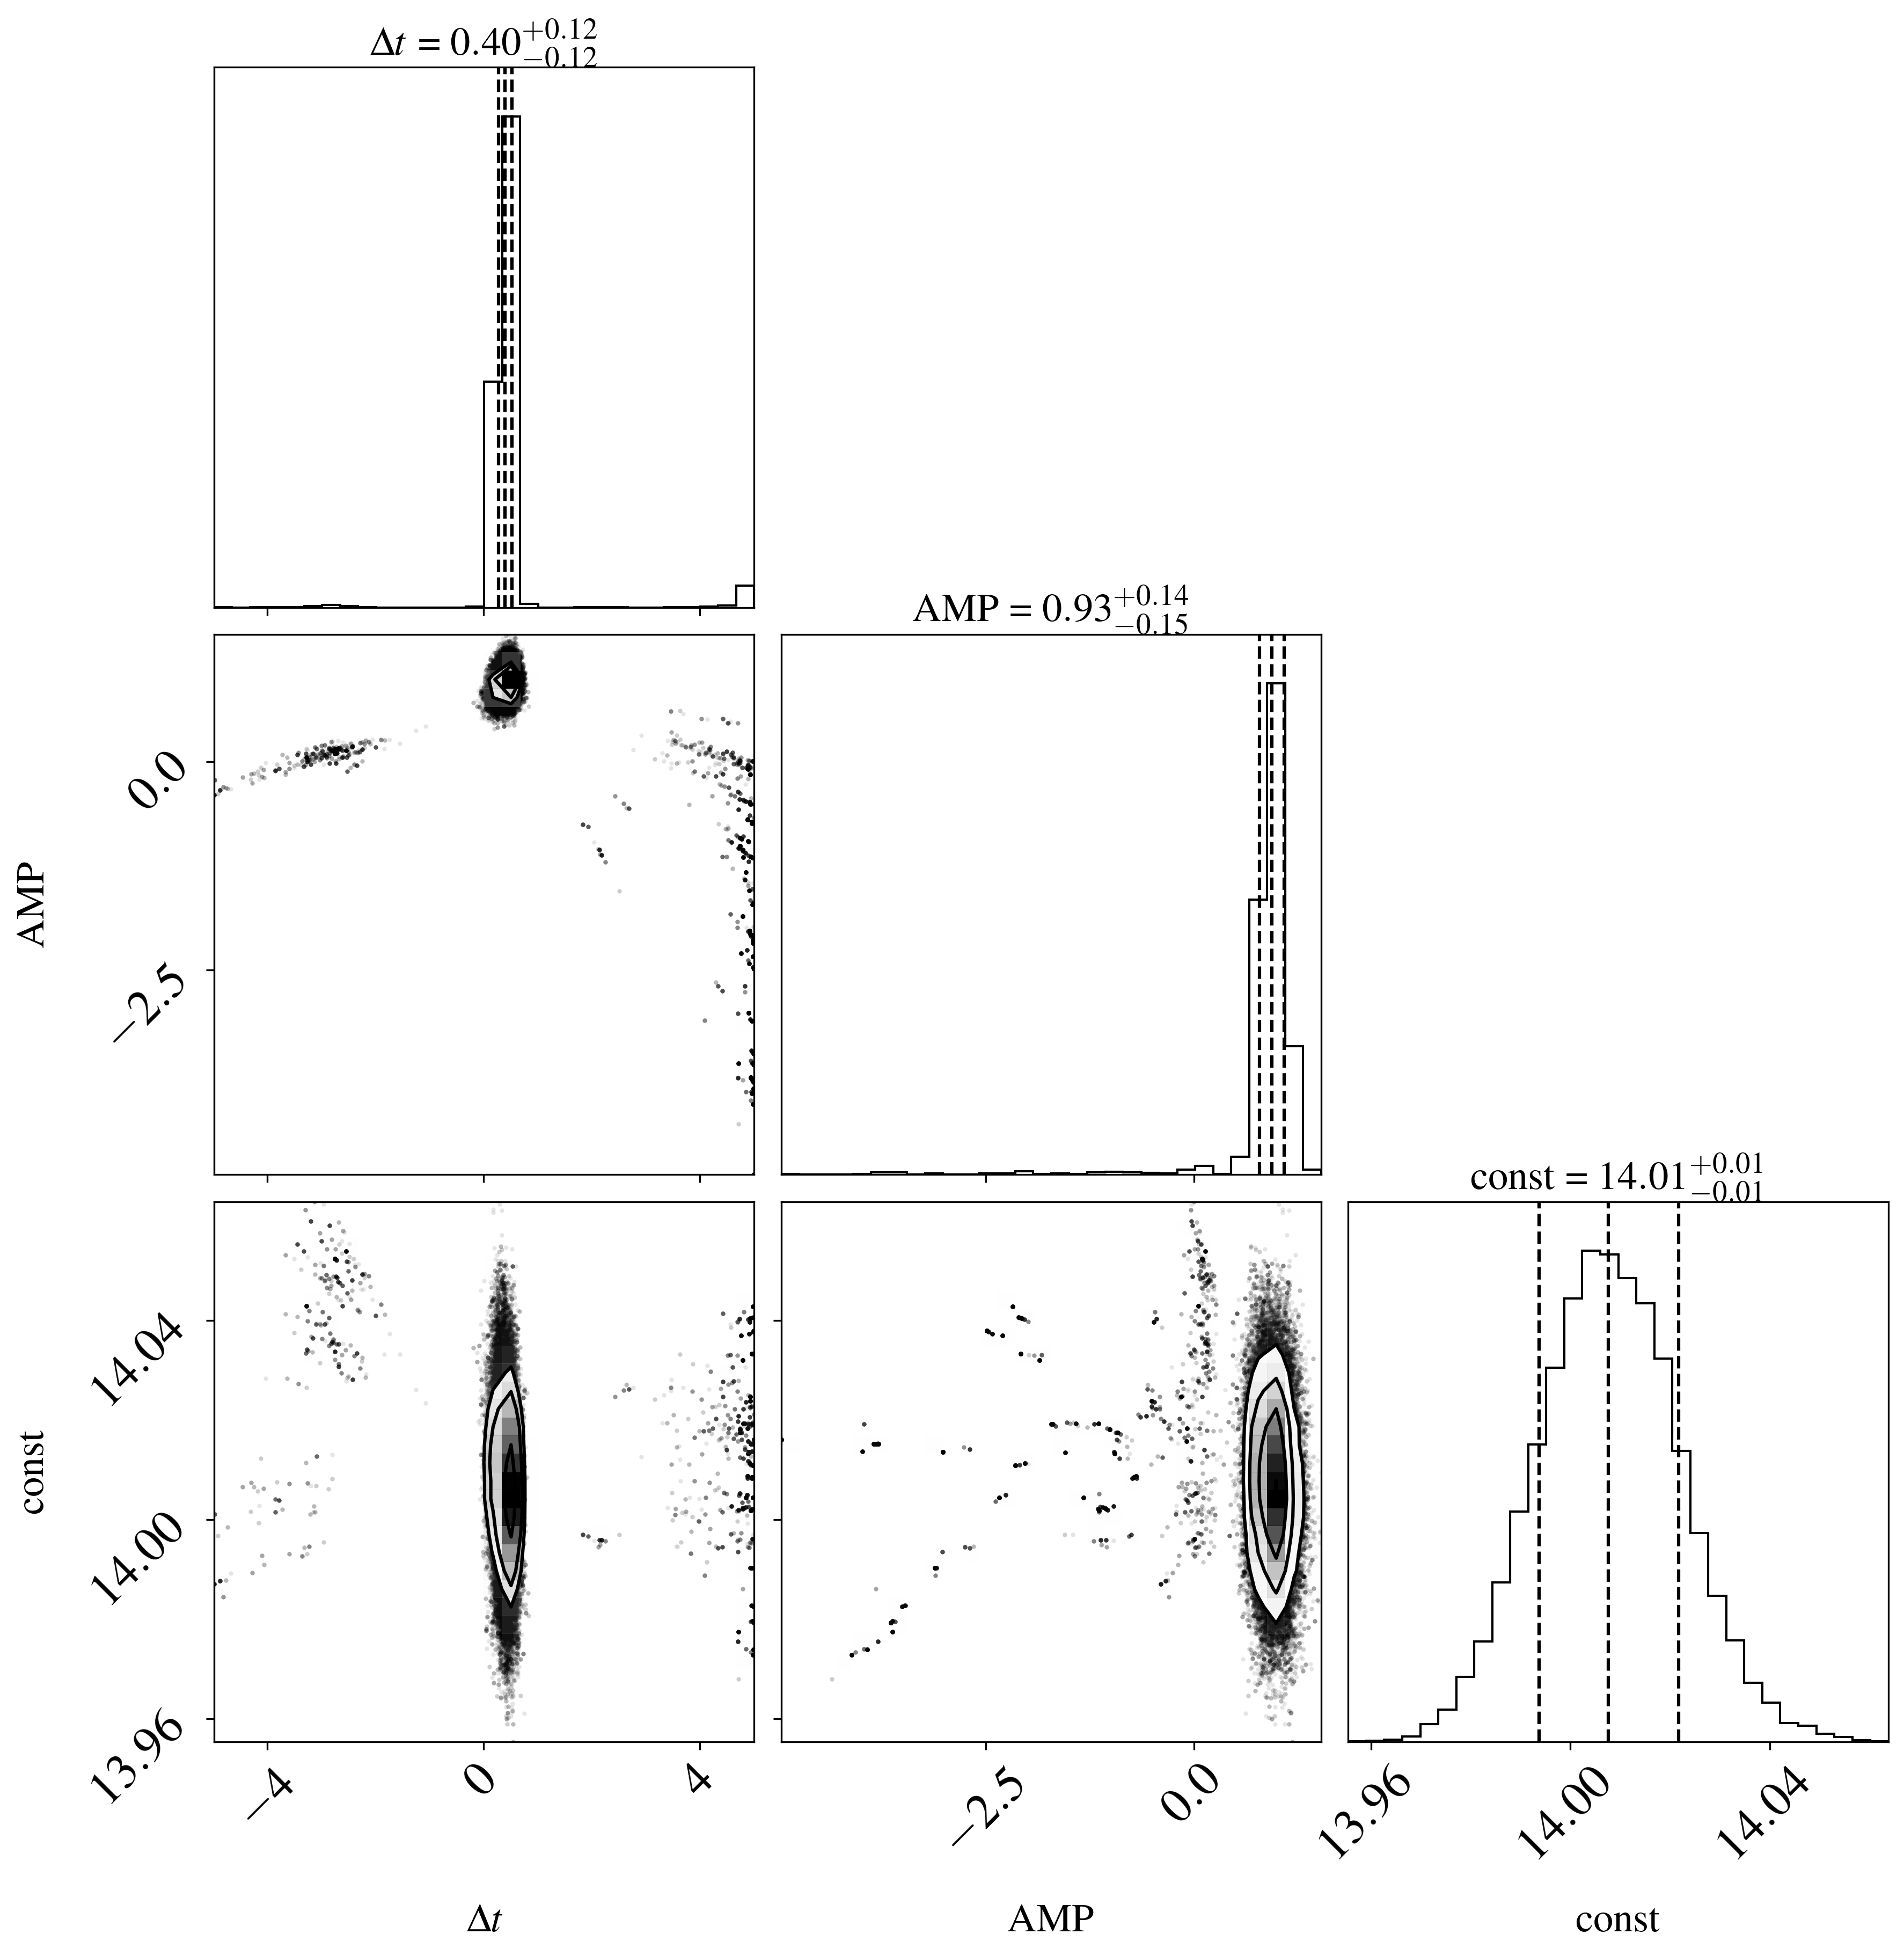 Δt = 0.40+0.12−0.12
AMP = 0.93+0.14−0.15
0.0
−2.5
AMP
const = 14.01+0.01−0.01
14.04
14.00
13.96
const
−4
0
4
−2.5
0.0
13.96
14.00
14.04
Δt
AMP
const